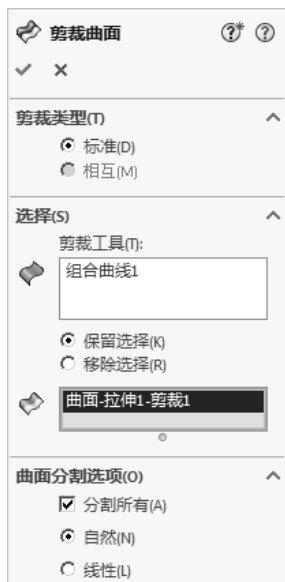 剪裁曲面
剪裁类型(T)
标准(D)
相互(M)
选择(S)
剪裁工具(T):
组合曲线1
保留选择(K)
移除选择(R)
曲面-拉伸1-剪裁1
曲面分割选项(O)
分割所有(A)
自然(N)
线性(L)